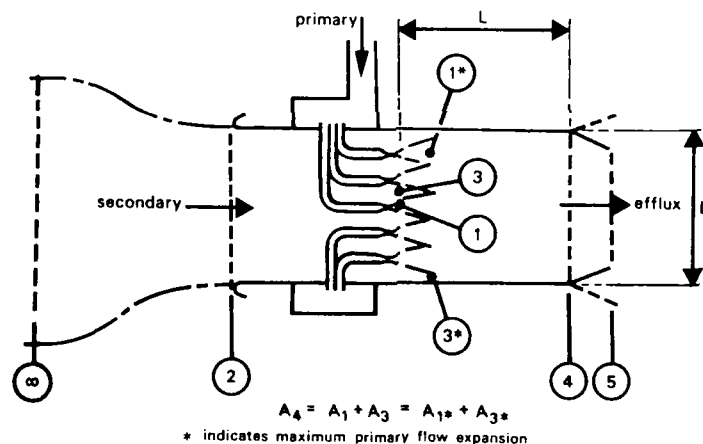 primary
L
1*
3
secondary
efflux
1
3*
∞
2
4
5
A₄ = A₁ + A₃ = A₁* + A₃*
* indicates maximum primary flow expansion